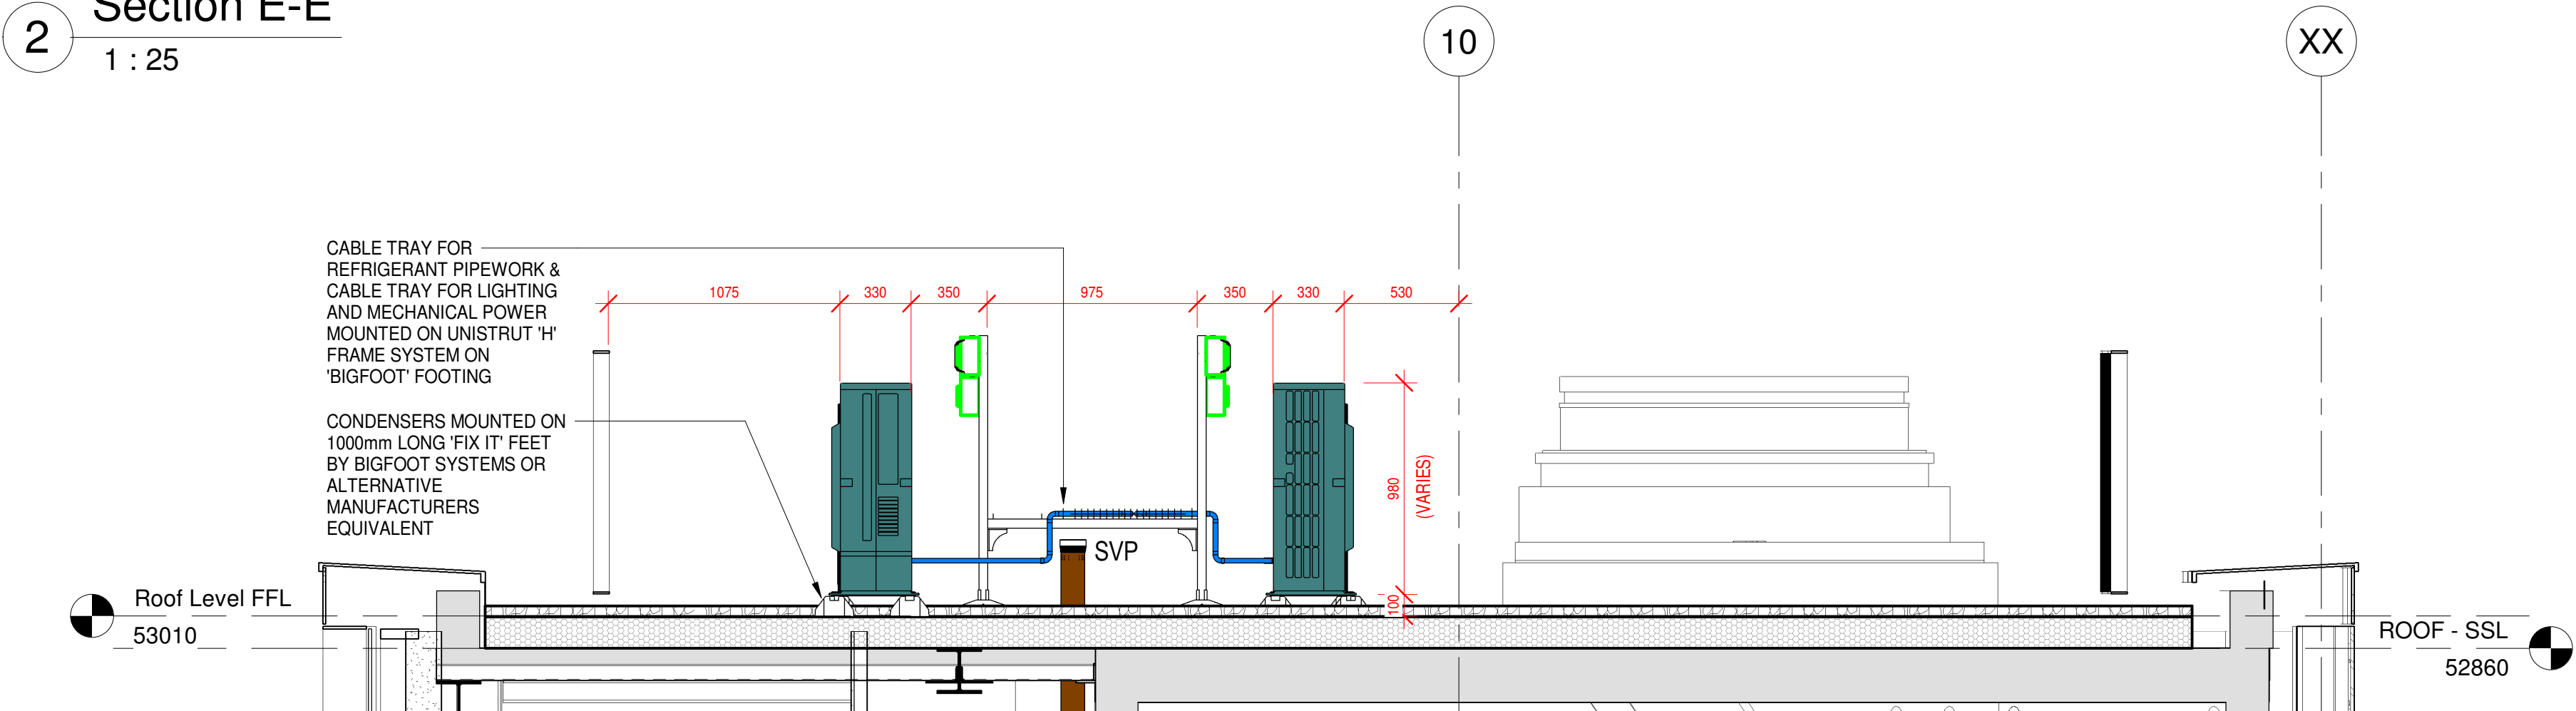 Section E-E
2
1 : 25
10
XX
CABLE TRAY FOR
REFRIGERANT PIPEWORK &
CABLE TRAY FOR LIGHTING
AND MECHANICAL POWER
MOUNTED ON UNISTRUT 'H'
FRAME SYSTEM ON
'BIGFOOT' FOOTING
1075
330
350
975
350
330
530
CONDENSERS MOUNTED ON
1000mm LONG 'FIX IT' FEET
BY BIGFOOT SYSTEMS OR
ALTERNATIVE
MANUFACTURERS
EQUIVALENT
980
(VARIES)
SVP
100
Roof Level FFL
53010
ROOF - SSL
52860